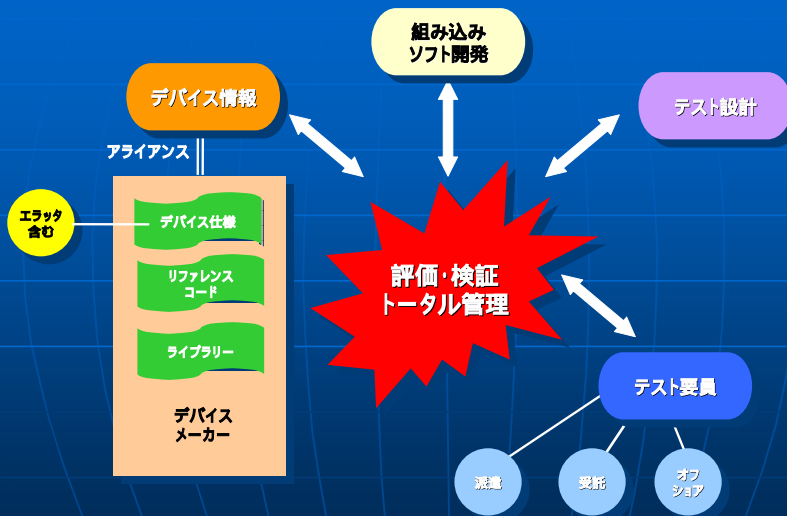 組み込み
ソフト開発
デバイス情報
テスト設計
アライアンス
エラッタ
含む
デバイス仕様
リファレンス
コード
ライブラリー
デバイス
メーカー
評価・検証
トータル管理
テスト要員
派遣
受託
オフ
ショア